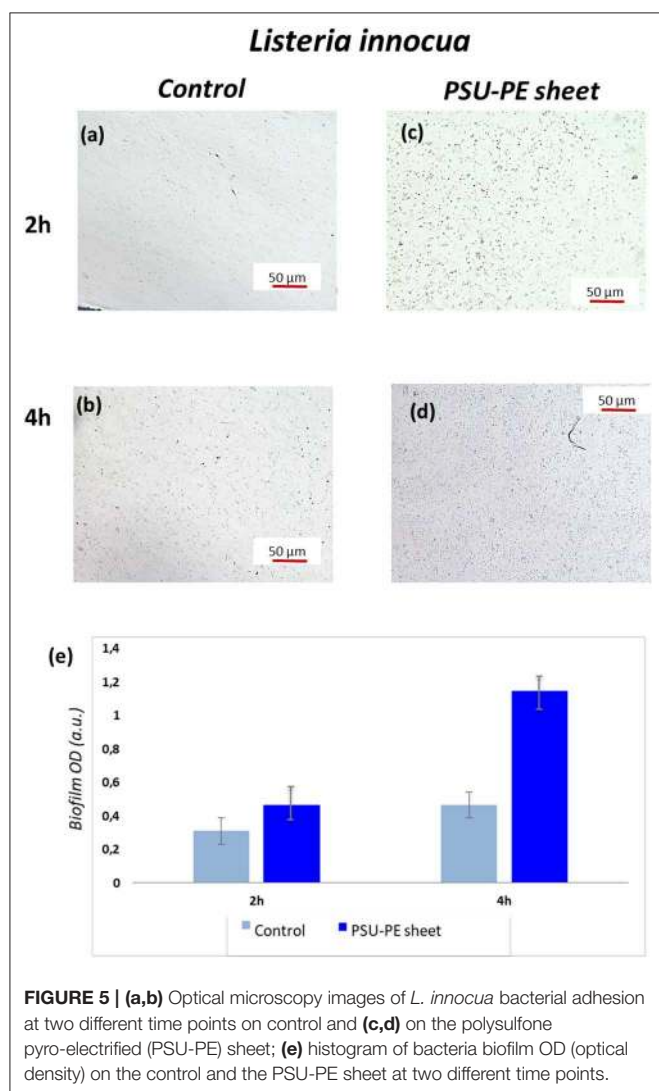 Listeria innocua
Control
PSU-PE sheet
(a)
(c)
2h
50 µm
50 µm
4h
(b)
(d)
50 µm
50 µm
(e)
Biofilm OD (a.u.)
1,4
1,2
1
0,8
0,6
0,4
0,2
0
2h
4h
Control
PSU-PE sheet
FIGURE 5 | (a,b) Optical microscopy images of L. innocua bacterial adhesion
at two different time points on control and (c,d) on the polysulfone
pyro-electrified (PSU-PE) sheet; (e) histogram of bacteria biofilm OD (optical
density) on the control and the PSU-PE sheet at two different time points.